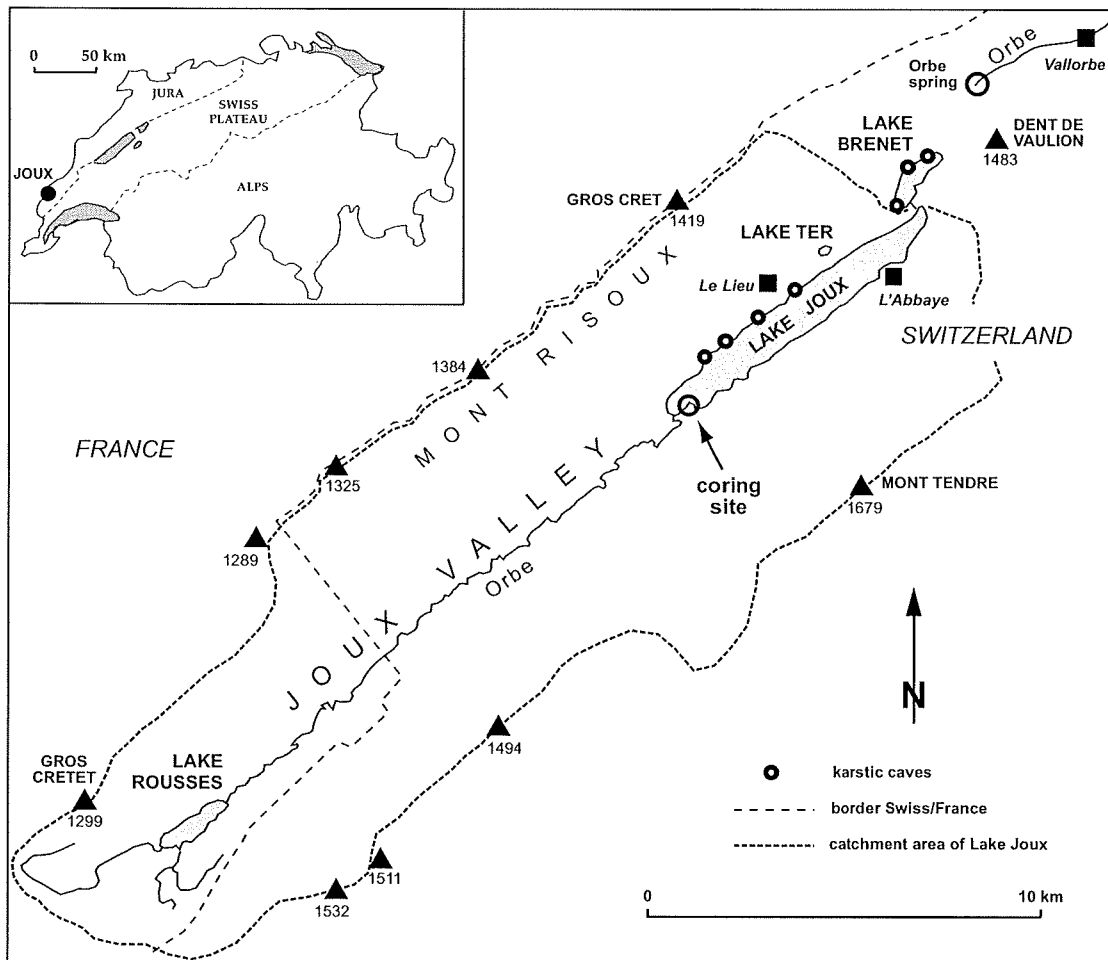 0 50 km
JURA
SWISS
PLATEAU
JOUX
ALPS
Orbe
Orbe
spring
Vallorbe
LAKE
BRENET
DENT DE
VAULION
1483
GROS CRET
1419
LAKE TER
Le Lieu
L'Abbaye
LAKE JOUX
SWITZERLAND
MONT RISOUX
1384
FRANCE
1325
coring
site
MONT TENDRE
1679
1289
JOUX VALLEY
Orbe
N
LAKE
ROUSSES
1494
GROS
CRETET
1299
1511
1532
karstic caves
border Swiss/France
catchment area of Lake Joux
0 10 km